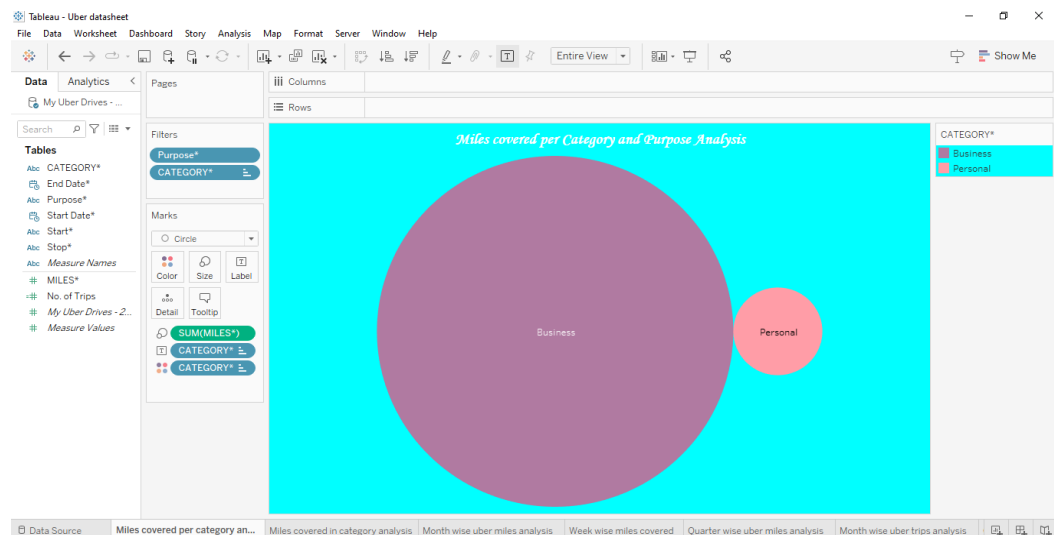 Tableau - Uber datasheet
File Data Worksheet Dashboard Story Analysis Map Format Server Window Help
Entire View
Show Me
Data Analytics
My Uber Drives - ...
Search
Tables
Abc CATEGORY*
End Date*
Abc Purpose*
Start Date*
Abc Start*
Abc Stop*
Abc Measure Names
# MILES*
=# No. of Trips
# My Uber Drives - 2...
# Measure Values
Pages
Filters
Purpose*
CATEGORY*
Marks
Circle
Color Size Label
Detail Tooltip
SUM(MILES*)
CATEGORY*
CATEGORY*
Columns
Rows
Miles covered per Category and Purpose Analysis
Business
Personal
CATEGORY*
Business
Personal
Data Source Miles covered per category an... Miles covered in category analysis Month wise uber miles analysis Week wise miles covered Quarter wise uber miles analysis Month wise uber trips analysis